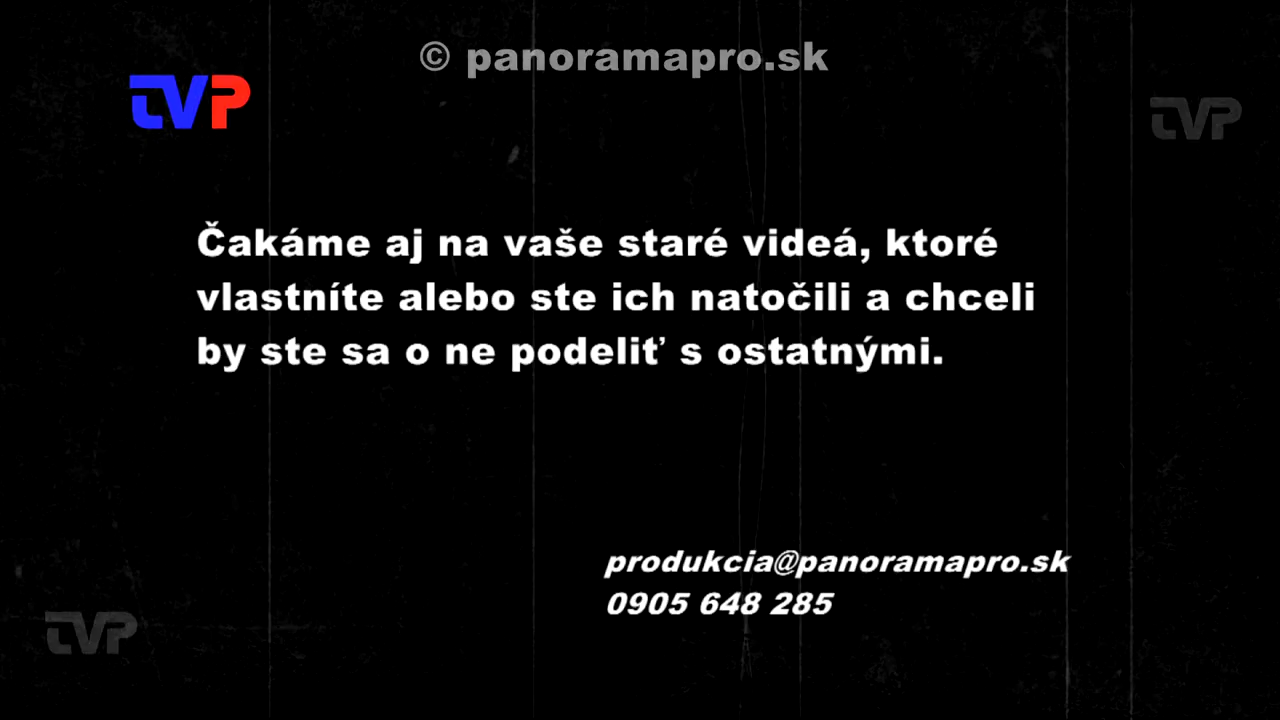 © panoramapro.sk
TVP
TVP
Čakáme aj na vaše staré videá, ktoré
vlastníte alebo ste ich natočili a chceli
by ste sa o ne podeliť s ostatnými.
produkcia@panoramapro.sk
0905 648 285
TVP